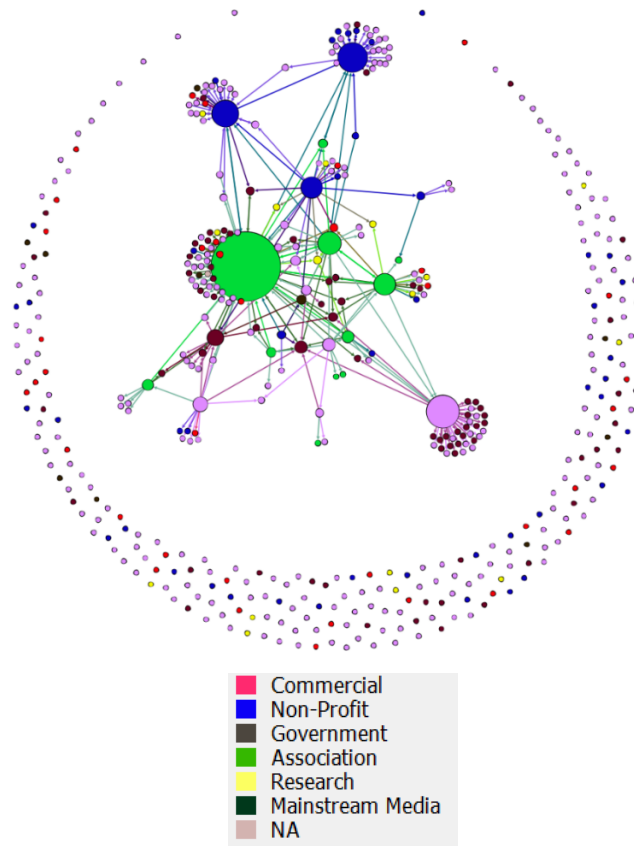 Commercial
Non-Profit
Government
Association
Research
Mainstream Media
NA